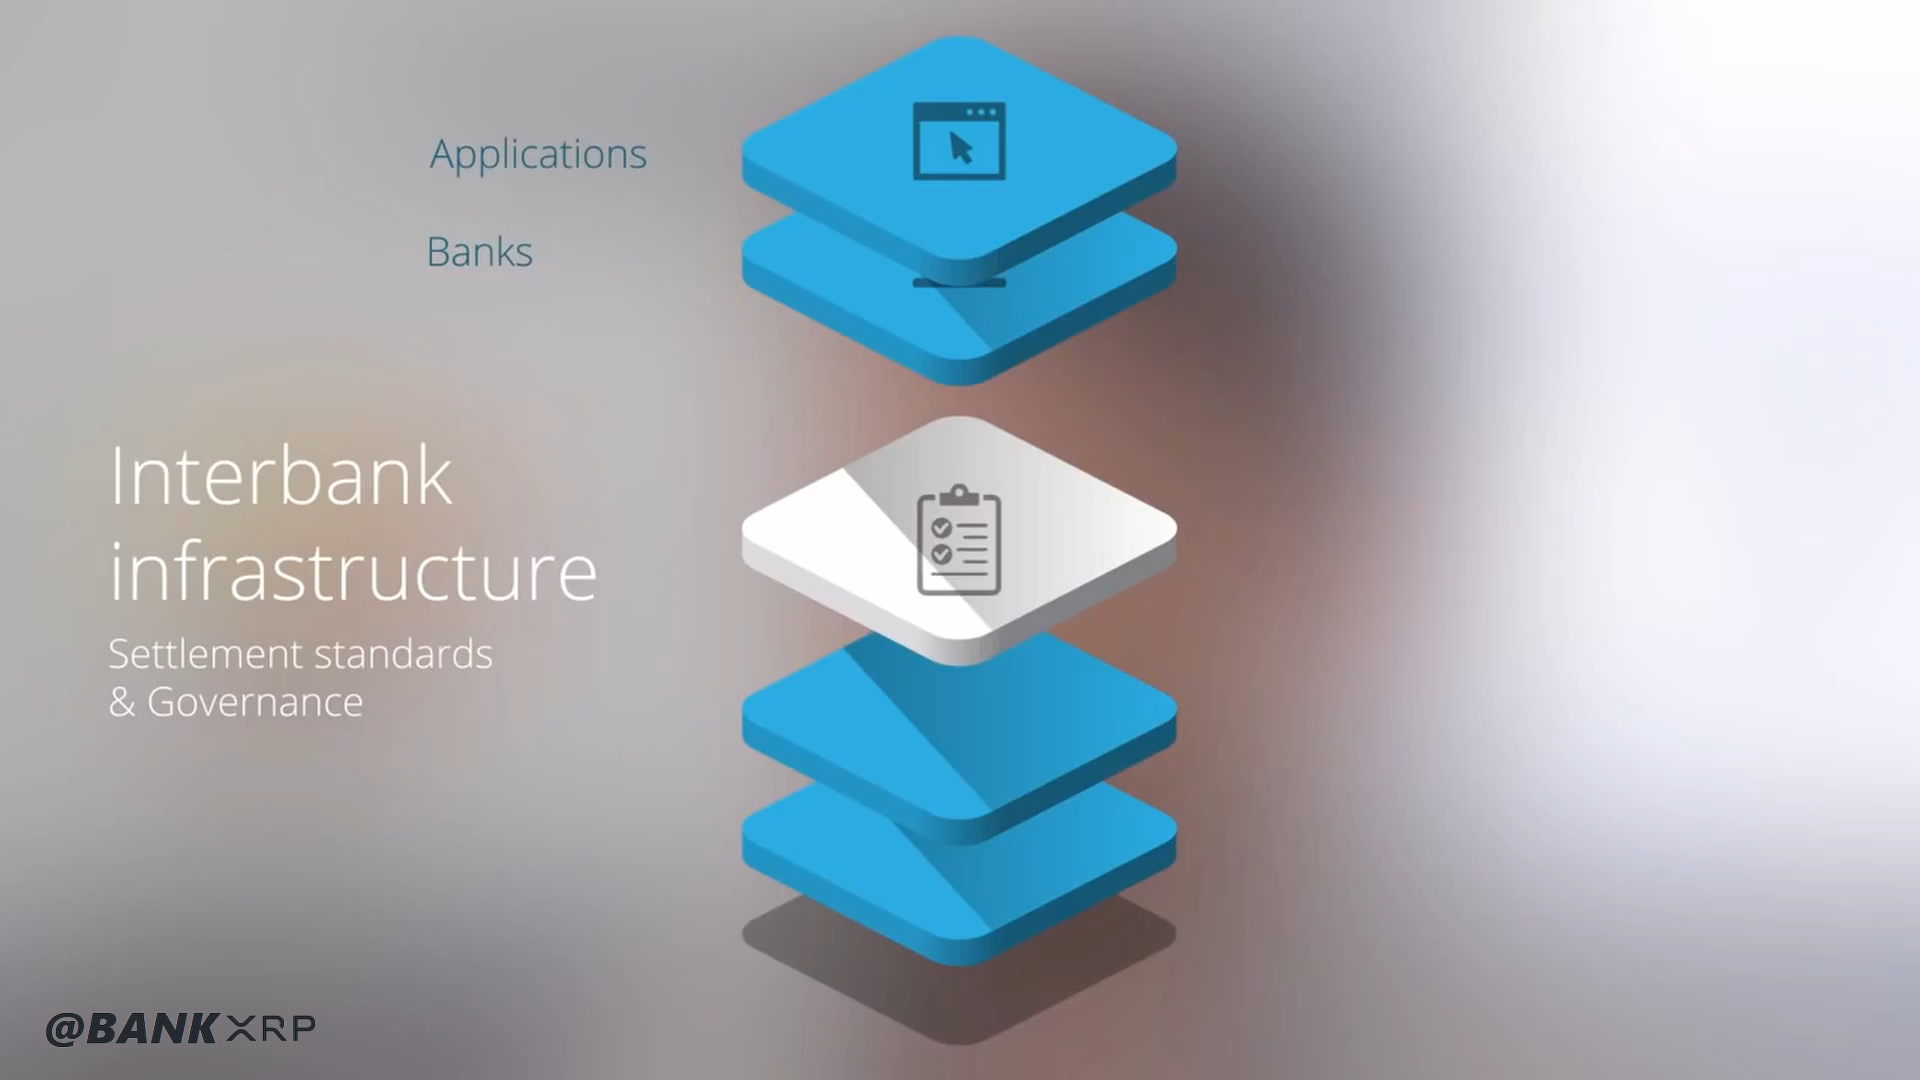 Applications
Banks
Interbank
infrastructure
Settlement standards
& Governance
@BANKXRP